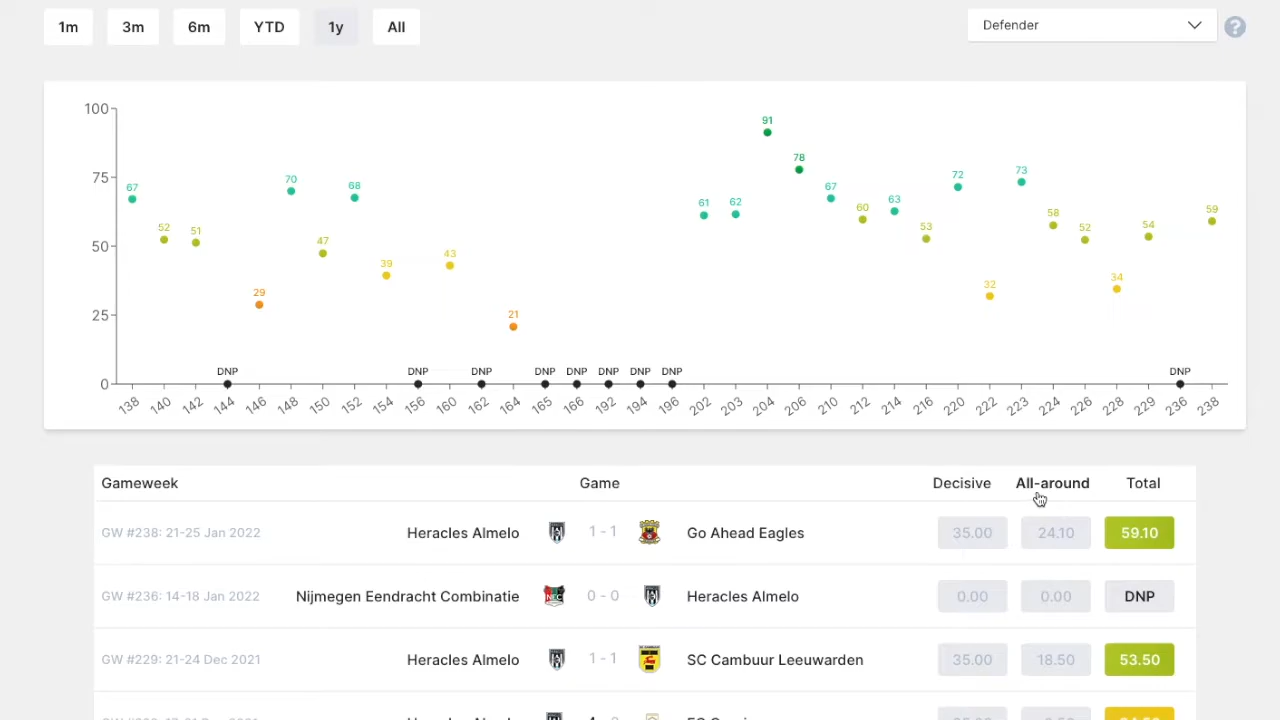 1m 3m 6m YTD 1y All Defender ?
100
75
50
25
0
67 52 51 DNP 29 70 47 68 39 DNP 43 DNP 21 DNP DNP DNP DNP DNP 61 62 91 78 67 60 63 53 72 32 73 58 52 34 54 DNP 59
138 140 142 144 146 148 150 152 154 156 160 162 164 165 166 192 194 196 202 203 204 206 210 212 214 216 220 222 223 224 226 228 229 236 238
Gameweek Game Decisive All-around Total
GW #238: 21-25 Jan 2022 Heracles Almelo 1 - 1 Go Ahead Eagles 35.00 24.10 59.10
GW #236: 14-18 Jan 2022 Nijmegen Eendracht Combinatie NEC 0 - 0 Heracles Almelo 0.00 0.00 DNP
GW #229: 21-24 Dec 2021 Heracles Almelo 1 - 1 SC Cambuur Leeuwarden 35.00 18.50 53.50